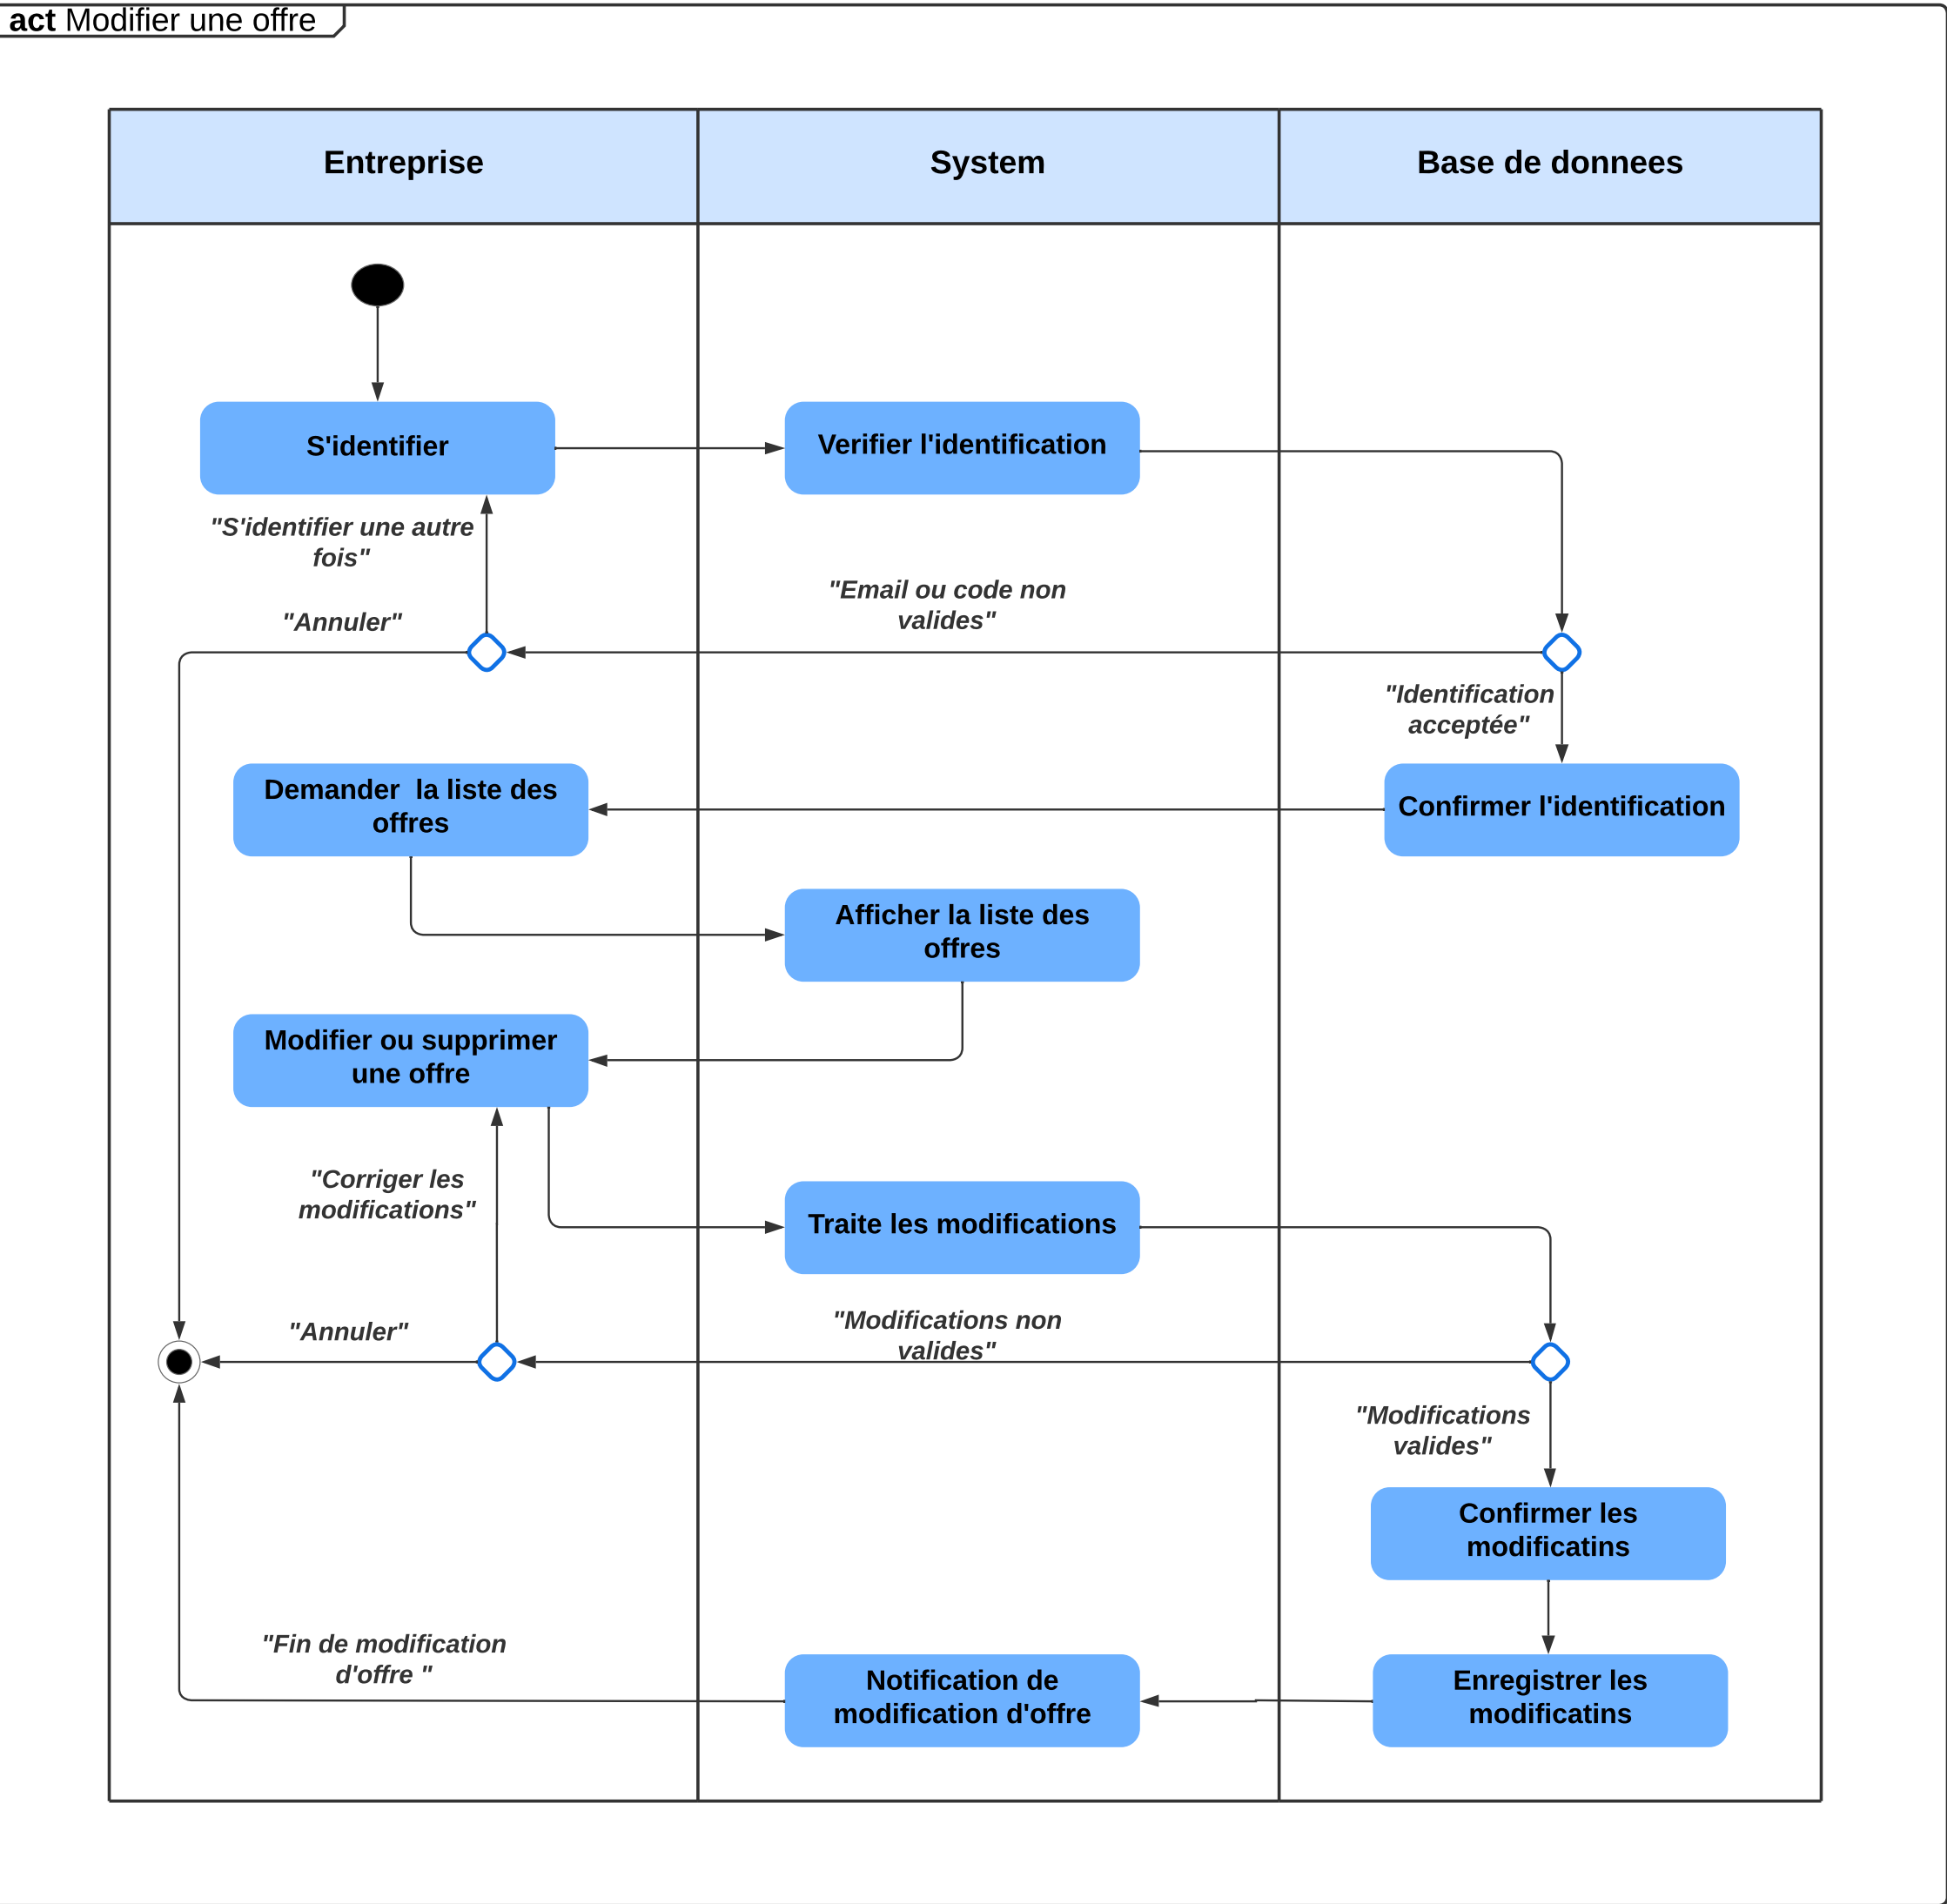 act Modifier une offre
Entreprise
System
Base de donnees
S'identifier
Verifier l'identification
"S'identifier une autre
fois"
"Email ou code non
valides"
"Annuler"
"Identification
acceptée"
Demander  la liste des
offres
Confirmer l'identification
Afficher la liste des
offres
Modifier ou supprimer
une offre
"Corriger les
modifications"
Traite les modifications
"Annuler"
"Modifications non
valides"
"Modifications
valides"
Confirmer les
modificatins
"Fin de modification
d'offre "
Notification de
modification d'offre
Enregistrer les
modificatins